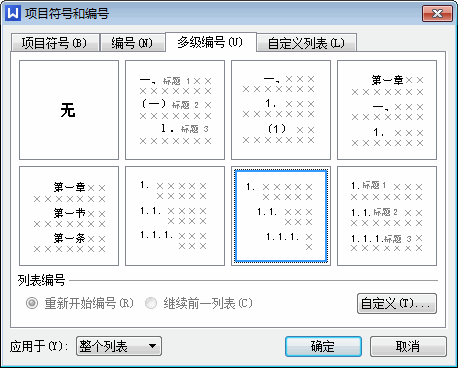 项目符号和编号
项目符号(B) 编号(N) 多级编号(U) 自定义列表(L)
无
一、标题 1 ××
××××××××
(一) 标题 2 ×
××××××××
1. 标题 3
××××××××
一、×××
××××××××
1. ×××
××××××××
(1) ×××
××××××××
第一章××
××××××××
一、×××
××××××××
1. ×××
××××××××
第一章××
××××××××
第一节××
××××××××
第一条××
××××××××
1. ×××××
×××××
1.1. ××××
××××
1.1.1. ×××
×××
1. ×××××
×××××
1.1. ×××
×××
1.1.1. ×
×
1.标题 1 ××
××××××××
1.1.标题 2 ×
××××××××
1.1.1.标题 3 ×
××××××××
列表编号
重新开始编号(R) 继续前一列表(C) 自定义(T)...
应用于(Y): 整个列表 确定 取消